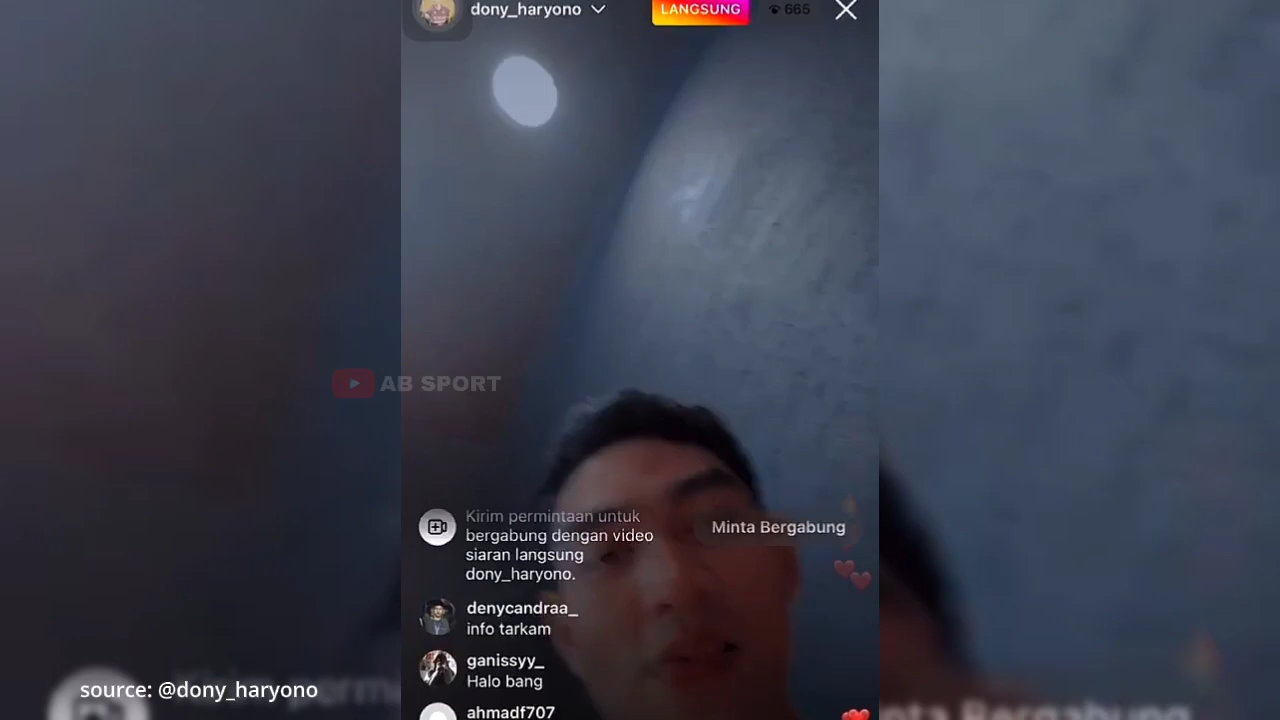 dony_haryono
LANGSUNG
665
AB SPORT
Kirim permintaan untuk
bergabung dengan video
siaran langsung
dony_haryono.
Minta Bergabung
denycandraa_
info tarkam
ganissyy_
Halo bang
ahmadf707
source: @dony_haryono